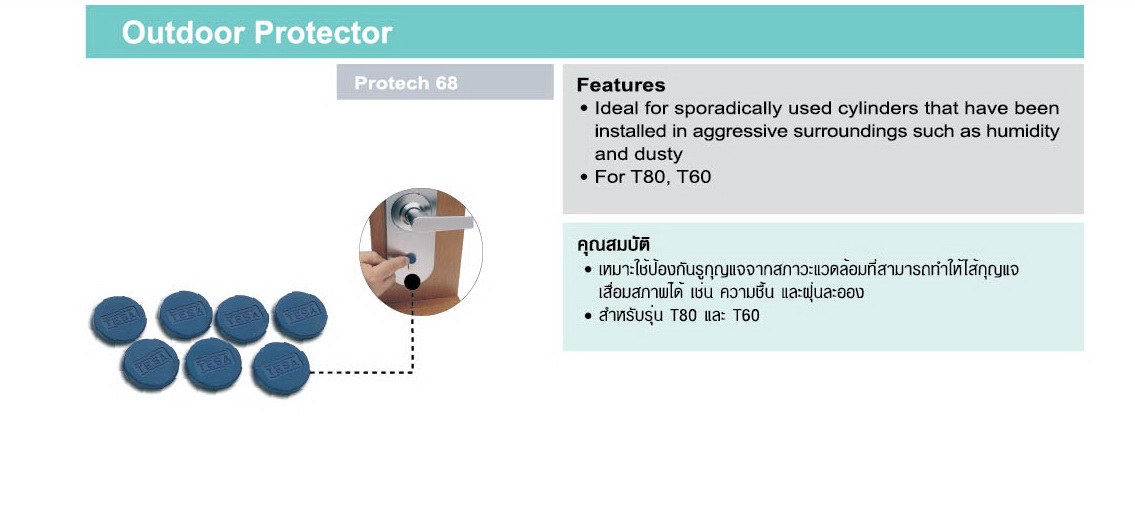 Outdoor Protector
Protech 68
Features
• Ideal for sporadically used cylinders that have been
installed in aggressive surroundings such as humidity
and dusty
• For T80, T60
คุณสมบัติ
• เหมาะใช้ป้องกันรูกุญแจจากสภาวะแวดล้อมที่สามารถทำให้ไส้กุญแจ
เสื่อมสภาพได้ เช่น ความชื้น และฝุ่นละออง
• สำหรับรุ่น T80 และ T60
TESA TESA TESA TESA
TESA TESA TESA